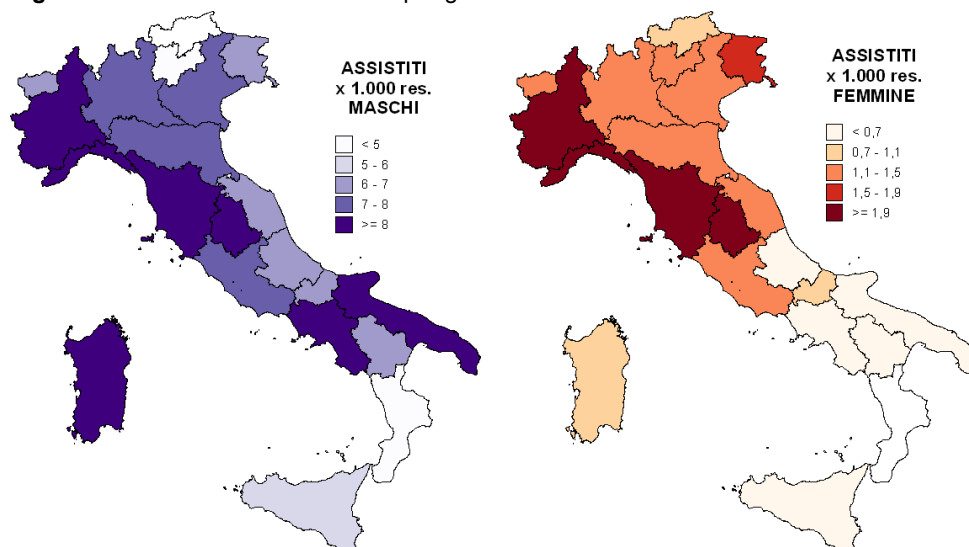 ASSISTITI
x 1.000 res.
MASCHI
< 5
5 - 6
6 - 7
7 - 8
>= 8
ASSISTITI
x 1.000 res.
FEMMINE
< 0,7
0,7 - 1,1
1,1 - 1,5
1,5 - 1,9
>= 1,9